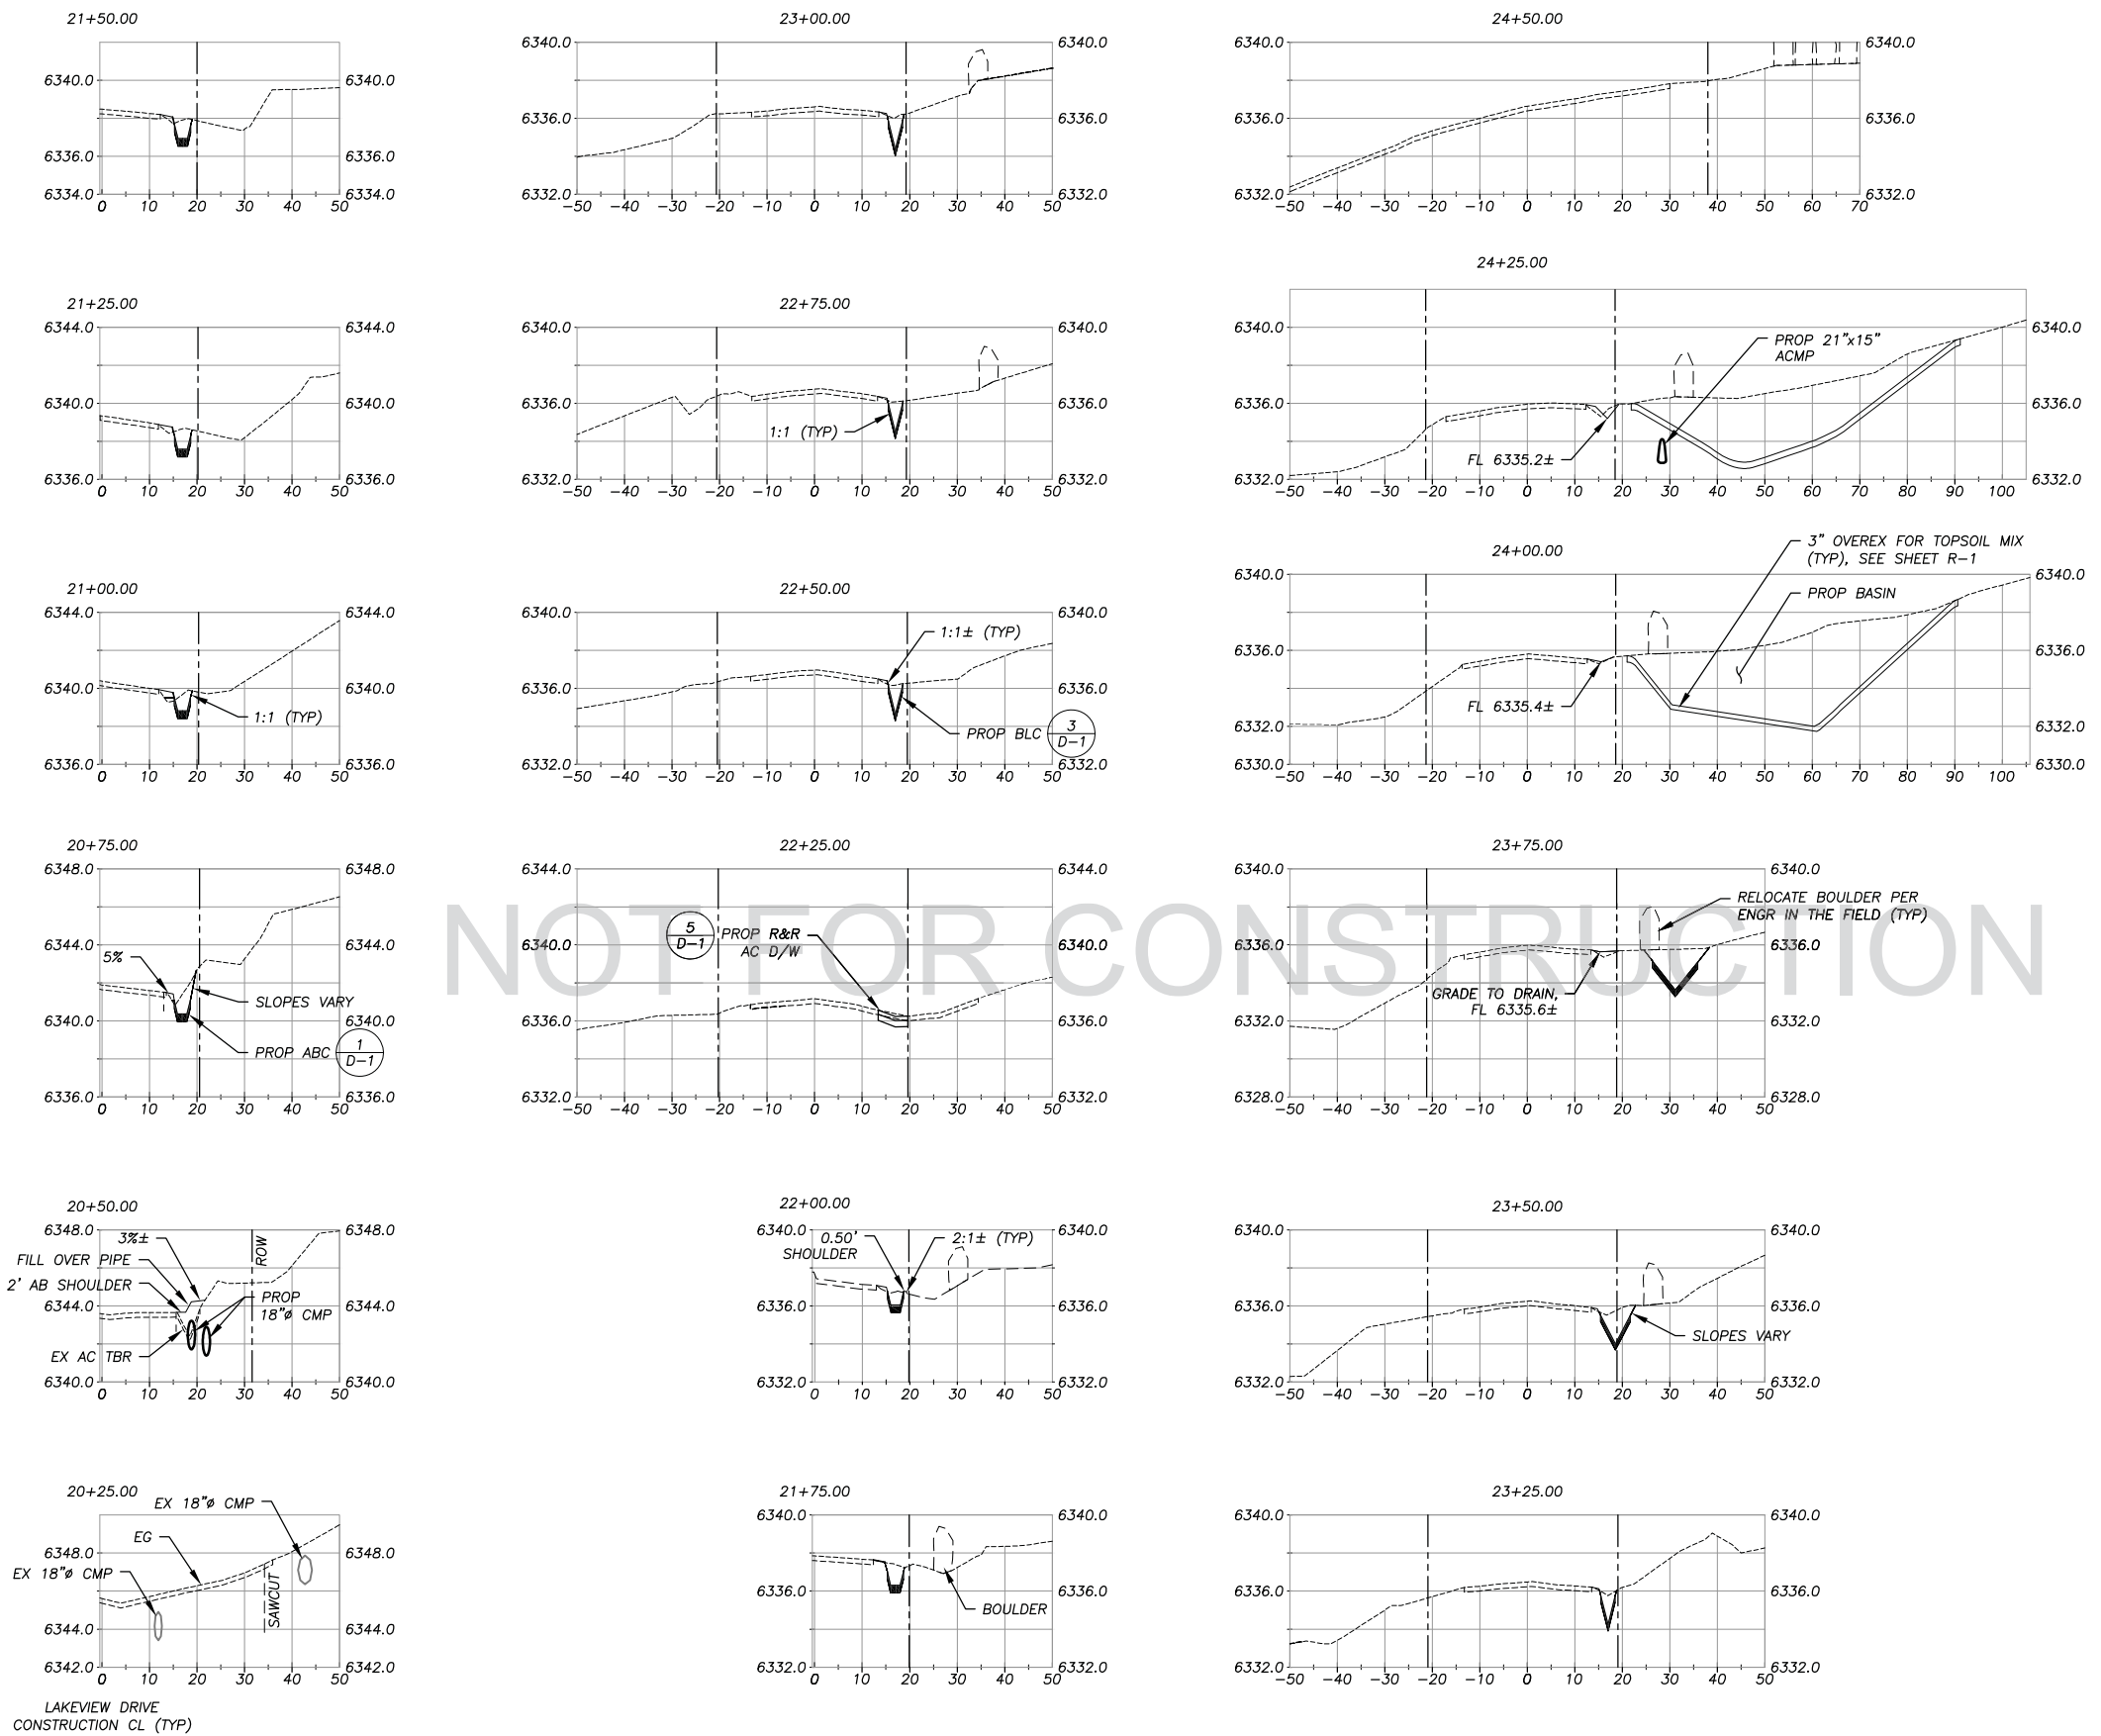 21+50.00
6340.0 6340.0
6336.0 6336.0
6334.0 6334.0
0 10 20 30 40 50
21+25.00
6344.0 6344.0
6340.0 6340.0
6336.0 6336.0
0 10 20 30 40 50
21+00.00
6344.0 6344.0
6340.0 6340.0
1:1 (TYP)
6336.0 6336.0
0 10 20 30 40 50
20+75.00
6348.0 6348.0
6344.0 6344.0
5%
SLOPES VARY
6340.0 6340.0
PROP ABC 1
D-1
6336.0 6336.0
0 10 20 30 40 50
20+50.00
6348.0 6348.0
3%±
ROW
FILL OVER PIPE
2' AB SHOULDER
PROP
18"ø CMP
6344.0 6344.0
EX AC TBR
6340.0 6340.0
0 10 20 30 40 50
20+25.00
EX 18"ø CMP
EG
6348.0 6348.0
EX 18"ø CMP
SAWCUT
6344.0 6344.0
6342.0 6342.0
0 10 20 30 40 50
LAKEVIEW DRIVE
CONSTRUCTION CL (TYP)
23+00.00
6340.0 6340.0
6336.0 6336.0
6332.0 6332.0
-50 -40 -30 -20 -10 0 10 20 30 40 50
22+75.00
6340.0 6340.0
6336.0 6336.0
1:1 (TYP)
6332.0 6332.0
-50 -40 -30 -20 -10 0 10 20 30 40 50
22+50.00
6340.0 6340.0
1:1± (TYP)
6336.0 6336.0
PROP BLC 3
D-1
6332.0 6332.0
-50 -40 -30 -20 -10 0 10 20 30 40 50
22+25.00
6344.0 6344.0
5
D-1
PROP R&R
AC D/W
6340.0 6340.0
6336.0 6336.0
6332.0 6332.0
-50 -40 -30 -20 -10 0 10 20 30 40 50
22+00.00
6340.0 6340.0
0.50'
SHOULDER
2:1± (TYP)
6336.0 6336.0
6332.0 6332.0
0 10 20 30 40 50
21+75.00
6340.0 6340.0
6336.0 6336.0
BOULDER
6332.0 6332.0
0 10 20 30 40 50
24+50.00
6340.0 6340.0
6336.0 6336.0
6332.0 6332.0
-50 -40 -30 -20 -10 0 10 20 30 40 50 60 70
24+25.00
6340.0 6340.0
PROP 21"x15"
ACMP
6336.0 6336.0
FL 6335.2±
6332.0 6332.0
-50 -40 -30 -20 -10 0 10 20 30 40 50 60 70 80 90 100
24+00.00
3" OVEREX FOR TOPSOIL MIX
(TYP), SEE SHEET R-1
6340.0 6340.0
PROP BASIN
6336.0 6336.0
FL 6335.4±
6332.0 6332.0
6330.0 6330.0
-50 -40 -30 -20 -10 0 10 20 30 40 50 60 70 80 90 100
23+75.00
6340.0 6340.0
RELOCATE BOULDER PER
ENGR IN THE FIELD (TYP)
6336.0 6336.0
GRADE TO DRAIN,
FL 6335.6±
6332.0 6332.0
6328.0 6328.0
-50 -40 -30 -20 -10 0 10 20 30 40 50
23+50.00
6340.0 6340.0
6336.0 6336.0
SLOPES VARY
6332.0 6332.0
-50 -40 -30 -20 -10 0 10 20 30 40 50
23+25.00
6340.0 6340.0
6336.0 6336.0
6332.0 6332.0
-50 -40 -30 -20 -10 0 10 20 30 40 50
NOT FOR CONSTRUCTION